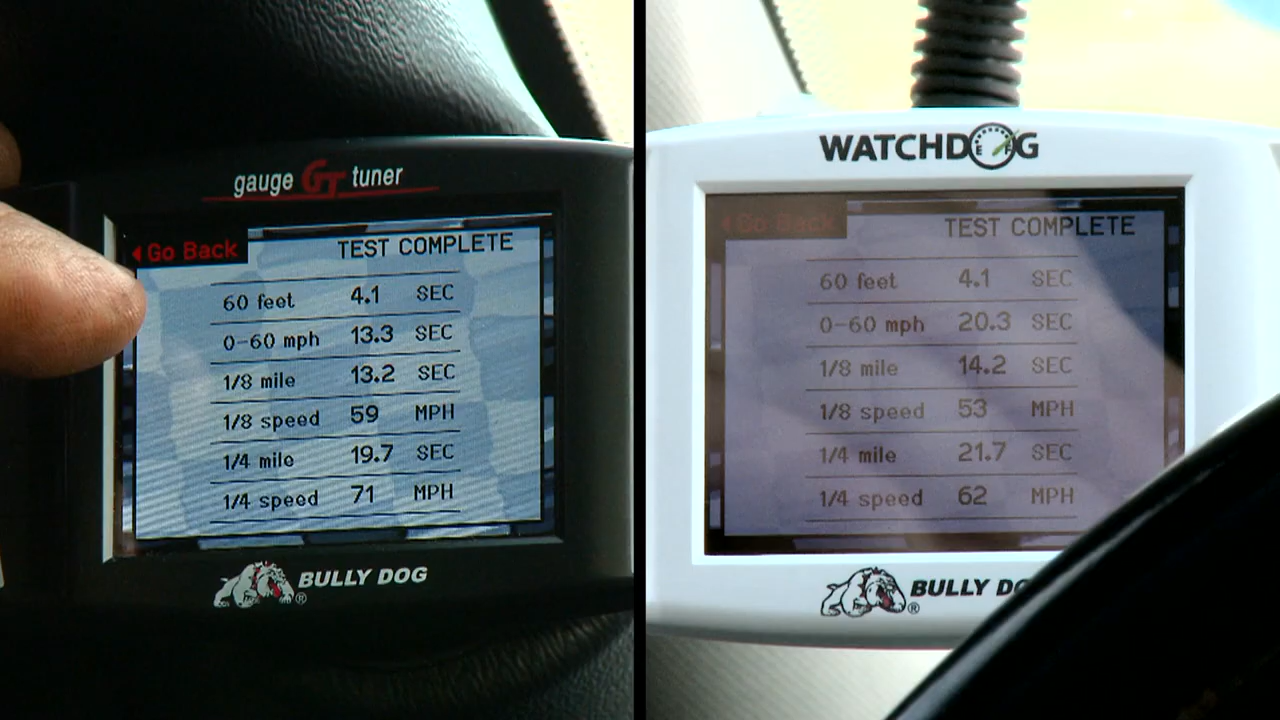 gauge GT tuner
Go Back
TEST COMPLETE
60 feet 4.1 SEC
0-60 mph 13.3 SEC
1/8 mile 13.2 SEC
1/8 speed 59 MPH
1/4 mile 19.7 SEC
1/4 speed 71 MPH
BULLY DOG
®
WATCHDOG
E F
Go Back
TEST COMPLETE
60 feet 4.1 SEC
0-60 mph 20.3 SEC
1/8 mile 14.2 SEC
1/8 speed 53 MPH
1/4 mile 21.7 SEC
1/4 speed 62 MPH
BULLY DO
®